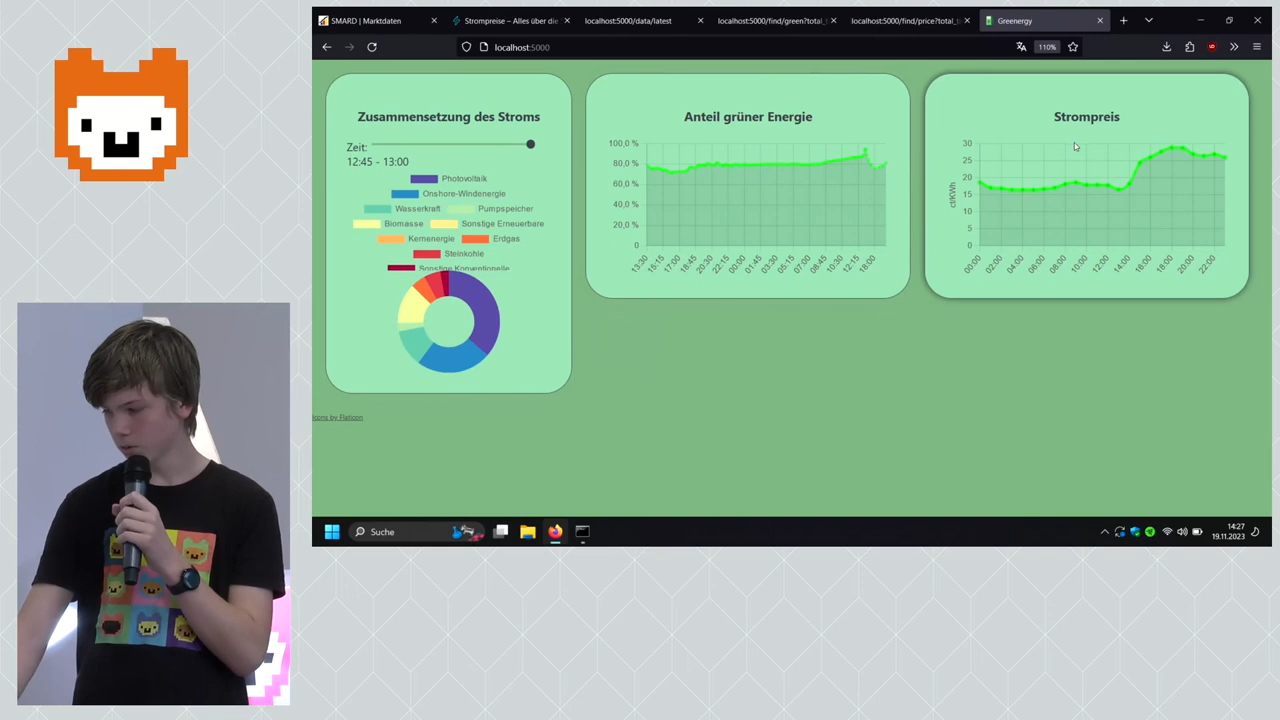 SMARD | Marktdaten
Strompreise – Alles über die
localhost:5000/data/latest
localhost:5000/find/green?total_
localhost:5000/find/price?total_ti
Greenergy
localhost:5000
110%
Zusammensetzung des Stroms
Zeit:
12:45 - 13:00
Photovoltaik
Onshore-Windenergie
Wasserkraft
Pumpspeicher
Biomasse
Sonstige Erneuerbare
Kernenergie
Erdgas
Steinkohle
Sonstige Konventionelle
Anteil grüner Energie
100,0 %
80,0 %
60,0 %
40,0 %
20,0 %
0
13:30
15:15
17:00
18:45
20:30
22:15
00:00
01:45
03:30
05:15
07:00
08:45
10:30
12:15
18:00
Strompreis
ct/KWh
30
25
20
15
10
5
0
00:00
02:00
04:00
06:00
08:00
10:00
12:00
14:00
16:00
18:00
20:00
22:00
Icons by Flaticon
Suche
14:27
19.11.2023